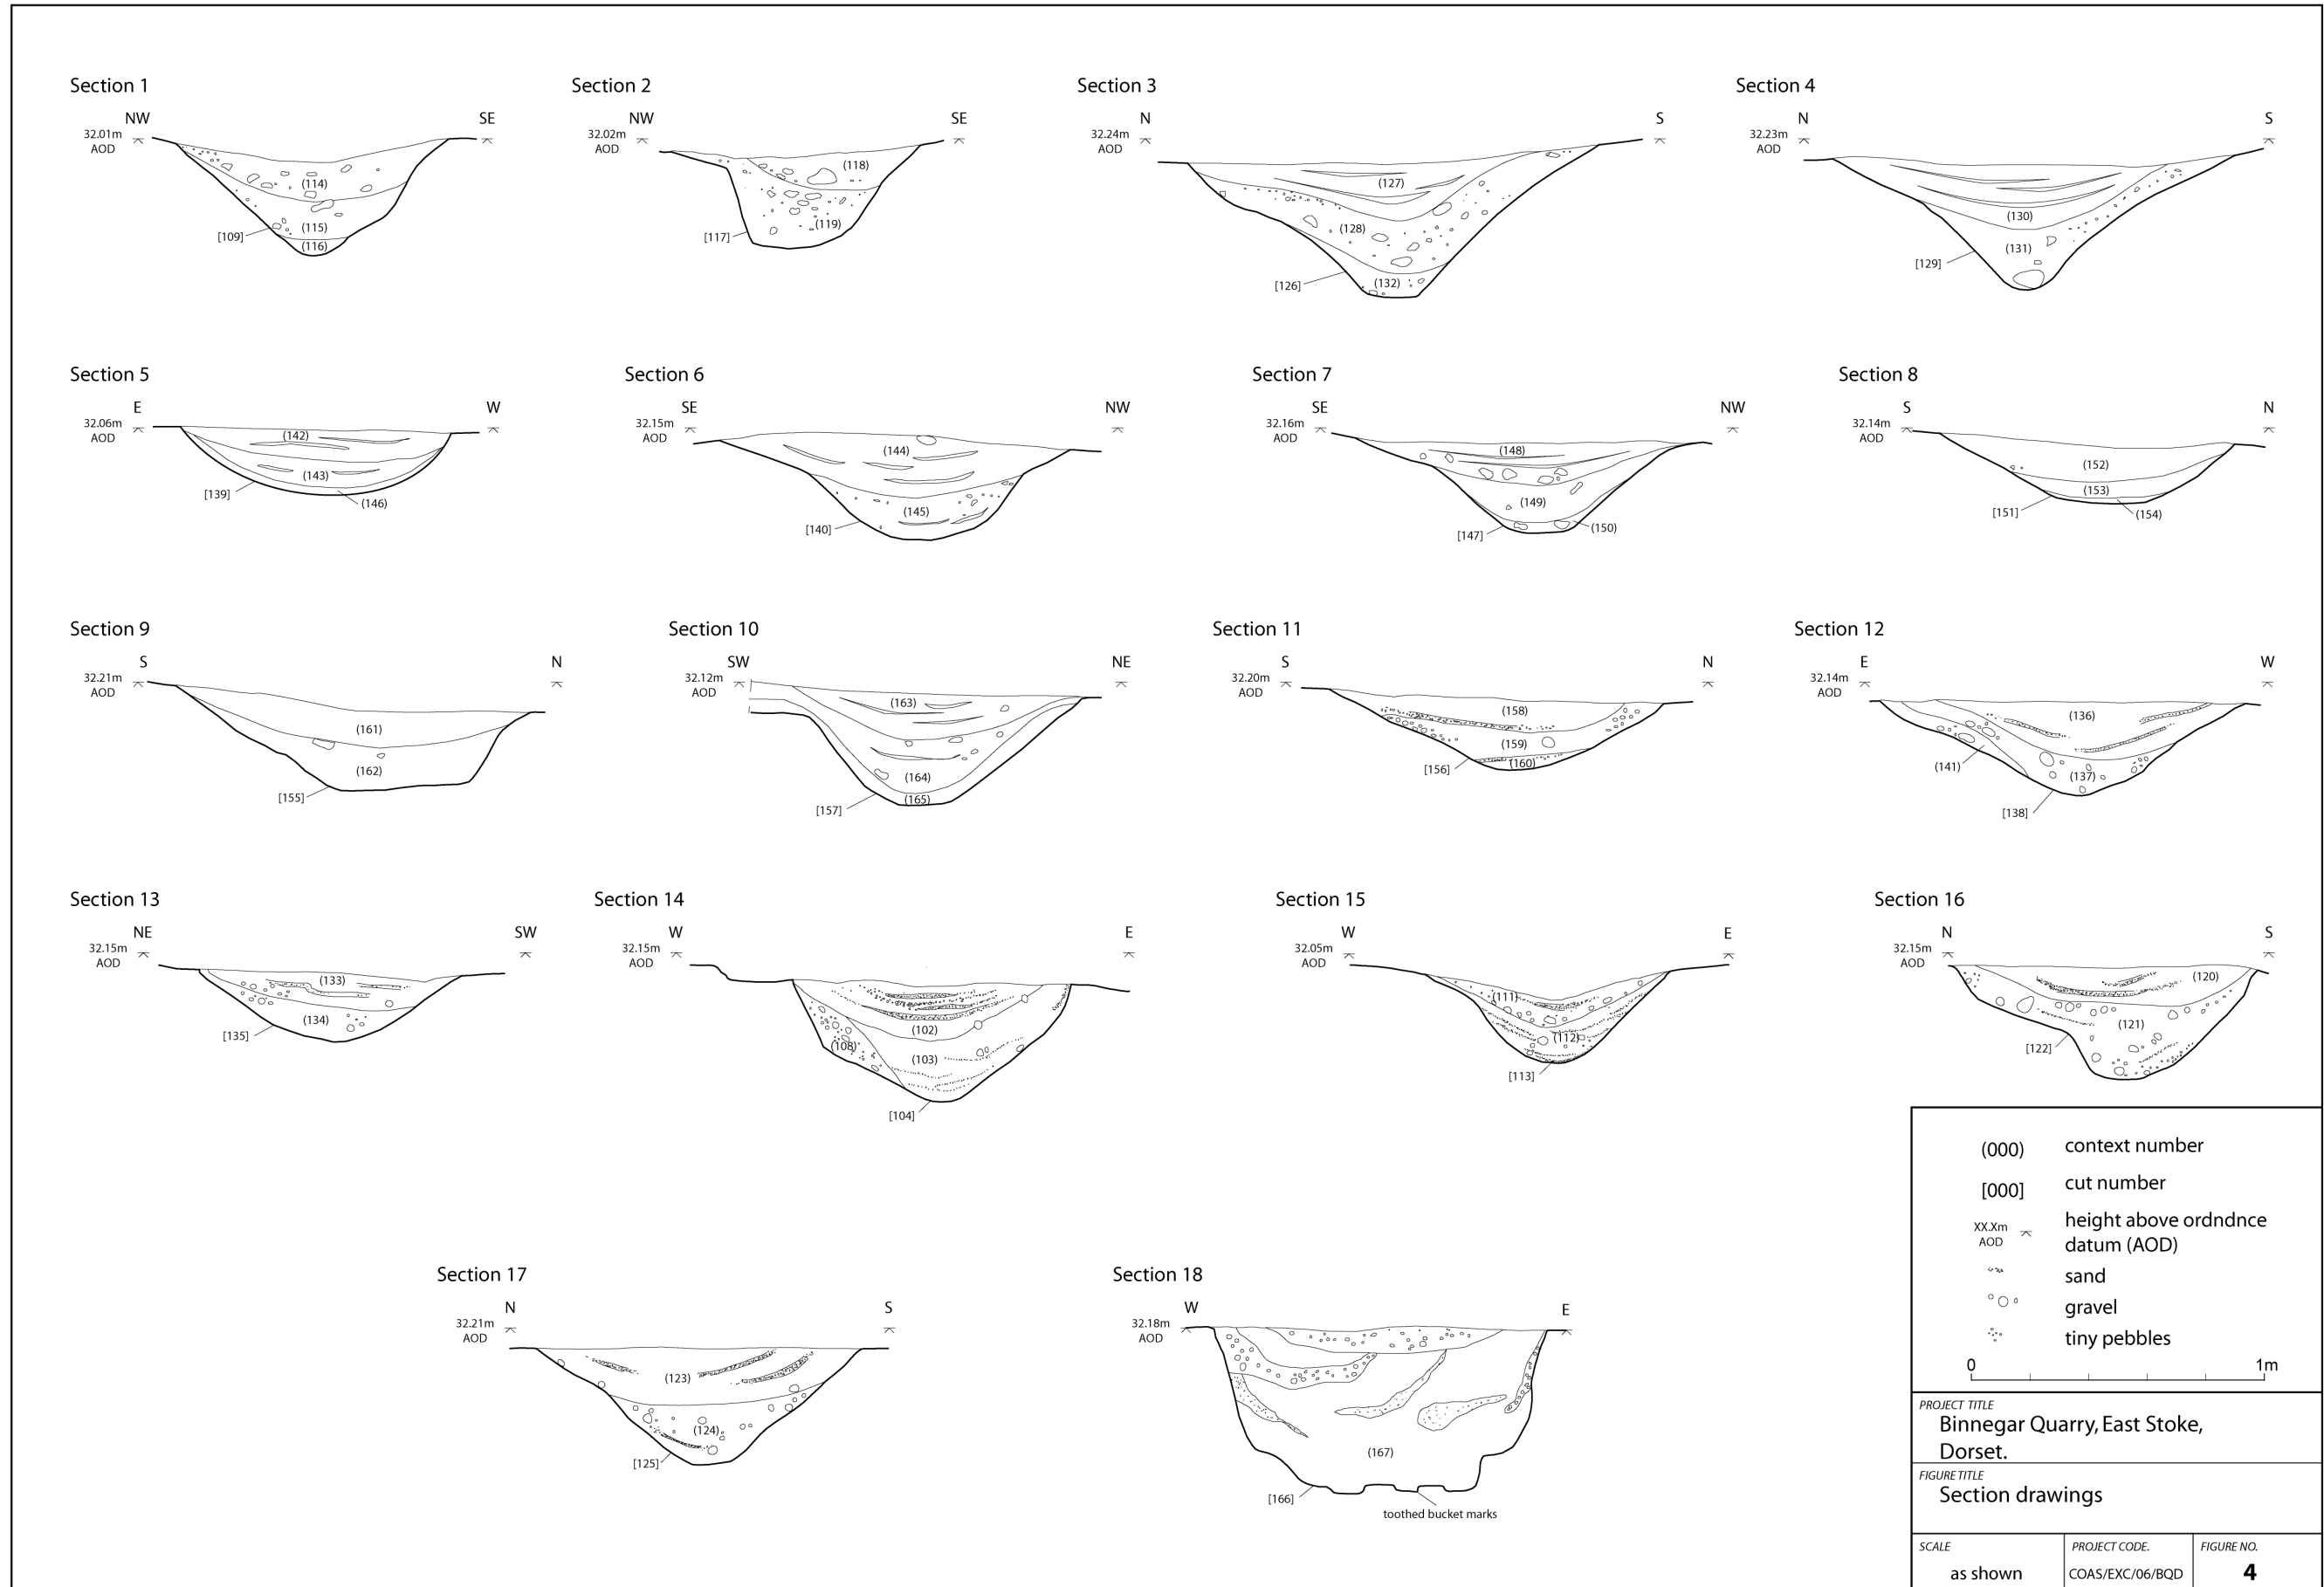 Section 1
NW
SE
32.01m
AOD
(114)
(115)
[109]
(116)
Section 2
NW
SE
32.02m
AOD
(118)
(119)
[117]
Section 3
N
S
32.24m
AOD
(127)
(128)
[126]
(132)
Section 4
N
S
32.23m
AOD
(130)
(131)
[129]
Section 5
E
W
32.06m
AOD
(142)
(143)
[139]
(146)
Section 6
SE
NW
32.15m
AOD
(144)
(145)
[140]
Section 7
SE
NW
32.16m
AOD
(148)
(149)
[147]
(150)
Section 8
S
N
32.14m
AOD
(152)
(153)
[151]
(154)
Section 9
S
N
32.21m
AOD
(161)
(162)
[155]
Section 10
SW
NE
32.12m
AOD
(163)
(164)
(165)
[157]
Section 11
S
N
32.20m
AOD
(158)
(159)
(160)
[156]
Section 12
E
W
32.14m
AOD
(136)
(141)
(137)
[138]
Section 13
NE
SW
32.15m
AOD
(133)
(134)
[135]
Section 14
W
E
32.15m
AOD
(102)
(108)
(103)
[104]
Section 15
W
E
32.05m
AOD
(111)
(112)
[113]
Section 16
N
S
32.15m
AOD
(120)
(121)
[122]
Section 17
N
S
32.21m
AOD
(123)
(124)
[125]
Section 18
W
E
32.18m
AOD
(167)
[166]
toothed bucket marks
(000) context number
[000] cut number
XX.Xm
AOD
height above ordndnce
datum (AOD)
sand
gravel
tiny pebbles
0 1m
PROJECT TITLE
Binnegar Quarry, East Stoke,
Dorset.
FIGURE TITLE
Section drawings
SCALE
as shown
PROJECT CODE.
COAS/EXC/06/BQD
FIGURE NO.
4